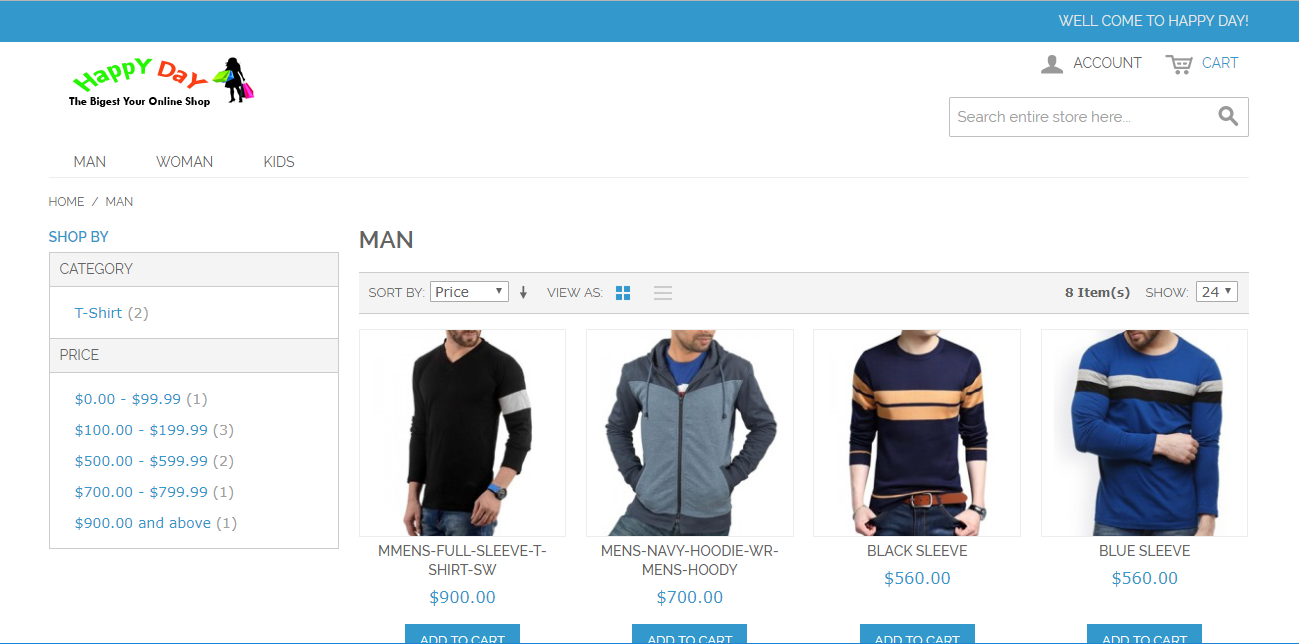 WELL COME TO HAPPY DAY!
HappY DaY
The Bigest Your Online Shop
ACCOUNT
CART
Search entire store here...
MAN
WOMAN
KIDS
HOME / MAN
SHOP BY
CATEGORY
T-Shirt (2)
PRICE
$0.00 - $99.99 (1)
$100.00 - $199.99 (3)
$500.00 - $599.99 (2)
$700.00 - $799.99 (1)
$900.00 and above (1)
MAN
SORT BY: Price
VIEW AS:
8 Item(s)
SHOW: 24
MMENS-FULL-SLEEVE-T-
SHIRT-SW
$900.00
ADD TO CART
MENS-NAVY-HOODIE-WR-
MENS-HOODY
$700.00
ADD TO CART
BLACK SLEEVE
$560.00
ADD TO CART
BLUE SLEEVE
$560.00
ADD TO CART